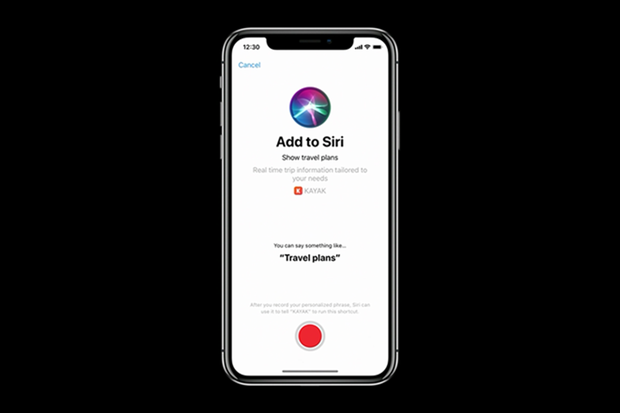 12:30
Cancel
Add to Siri
Show travel plans
Real time trip information tailored to
your needs
K KAYAK
You can say something like...
“Travel plans”
After you record your personalized phrase, Siri can
use it to tell “KAYAK” to run this shortcut.